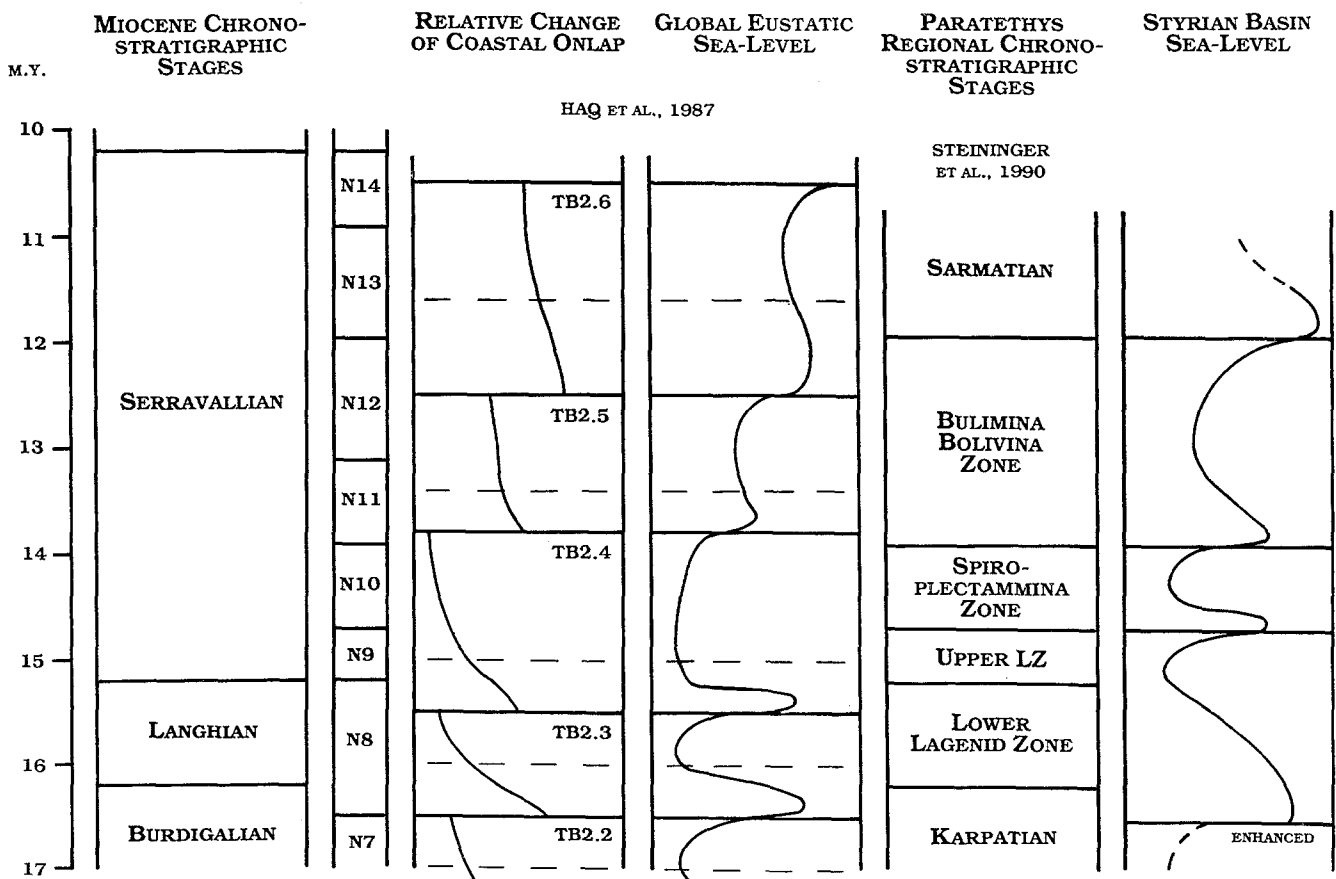 MIOCENE CHRONO-
STRATIGRAPHIC
STAGES
RELATIVE CHANGE
OF COASTAL ONLAP
GLOBAL EUSTATIC
SEA-LEVEL
PARATETHYS
REGIONAL CHRONO-
STRATIGRAPHIC
STAGES
STYRIAN BASIN
SEA-LEVEL
M.Y.
HAQ ET AL., 1987
STEININGER
ET AL., 1990
10
11
12
13
14
15
16
17
SERRAVALLIAN
LANGHIAN
BURDIGALIAN
N14
N13
N12
N11
N10
N9
N8
N7
TB2.6
TB2.5
TB2.4
TB2.3
TB2.2
SARMATIAN
BULIMINA
BOLIVINA
ZONE
SPIRO-
PLECTAMMINA
ZONE
UPPER LZ
LOWER
LAGENID ZONE
KARPATIAN
ENHANCED